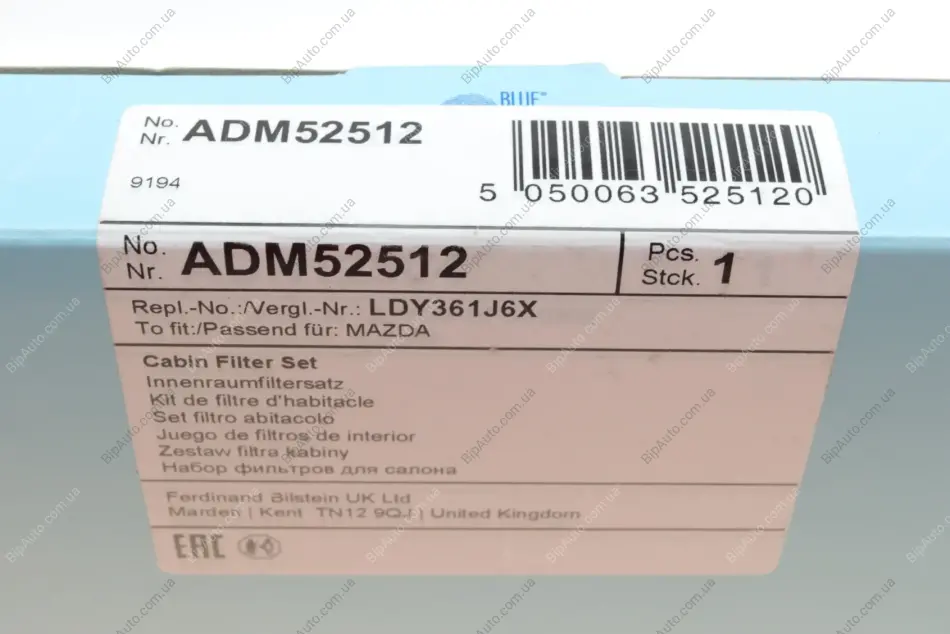 BLUE
No. ADM52512
Nr.
9194
5 050063 525120
No. ADM52512
Nr.
Pcs. 1
Stck.
Repl.-No.:/Vergl.-Nr.: LDY361J6X
To fit:/Passend für: MAZDA
Cabin Filter Set
Innenraumfiltersatz
Kit de filtre d'habitacle
Set filtro abitacolo
Juego de filtros de interior
Zestaw filtra kabiny
Набор фильтров для салона
Ferdinand Bilstein UK Ltd
Marden | Kent TN12 9QJ | United Kingdom
EAC
BipAuto.com.ua